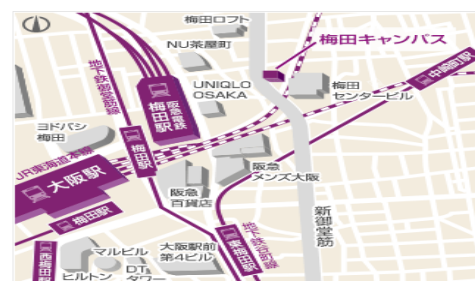 梅田ロフト
NU茶屋町
梅田キャンパス
地下鉄御堂筋線
UNIQLO
OSAKA
阪急電鉄
梅田駅
梅田
センタービル
中崎町駅
ヨドバシ
梅田
梅田駅
JR東海道本線
大阪駅
阪急
メンズ大阪
阪急
百貨店
梅田駅
新御堂筋
地下鉄谷町線
東梅田駅
西梅田駅
マルビル
大阪駅前
第4ビル
ヒルトン
DT
タワー